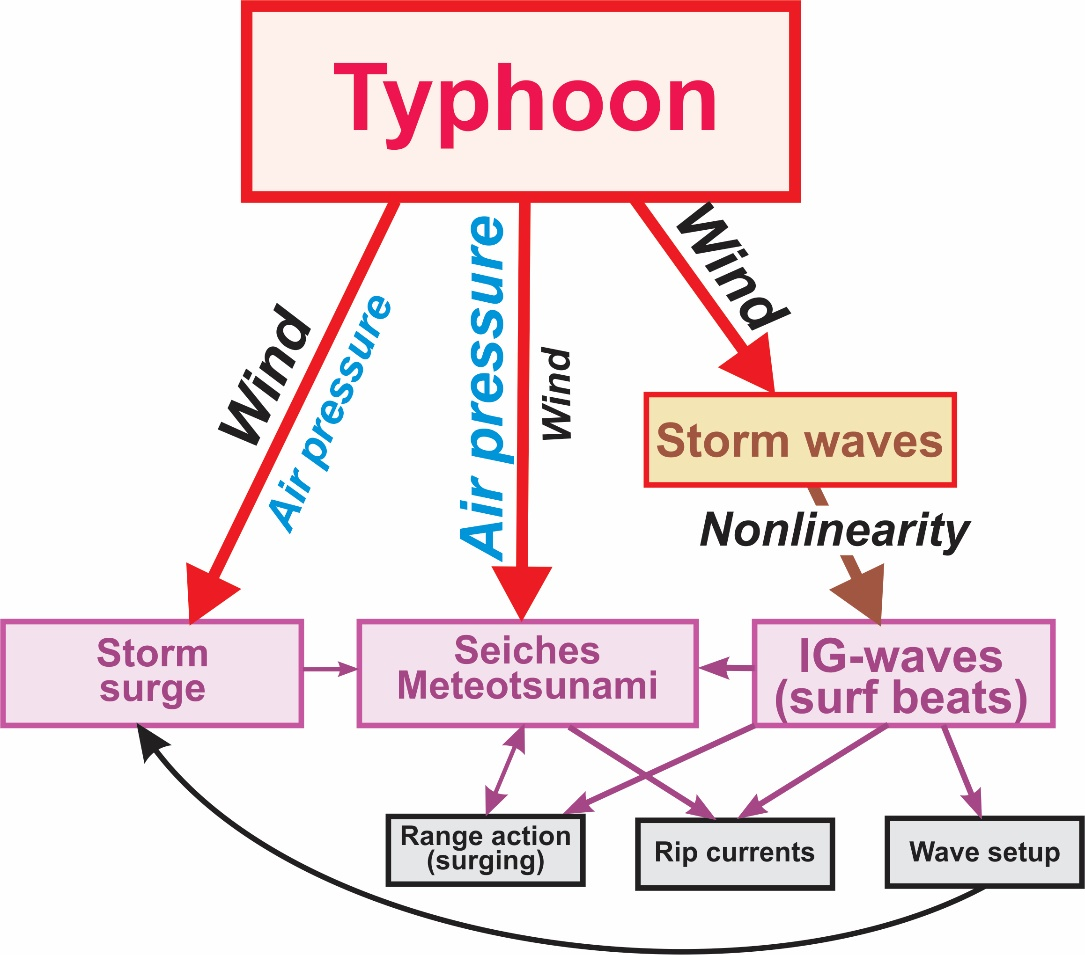 Typhoon
Wind
Air pressure
Air pressure
Wind
Wind
Storm waves
Nonlinearity
Storm
surge
Seiches
Meteotsunami
IG-waves
(surf beats)
Range action
(surging)
Rip currents
Wave setup